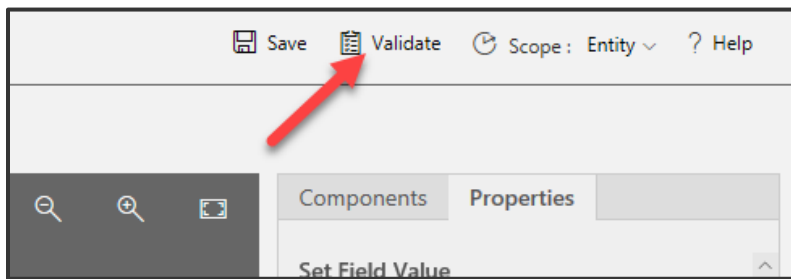 Save Validate Scope : Entity ? Help
Components Properties
Set Field Value